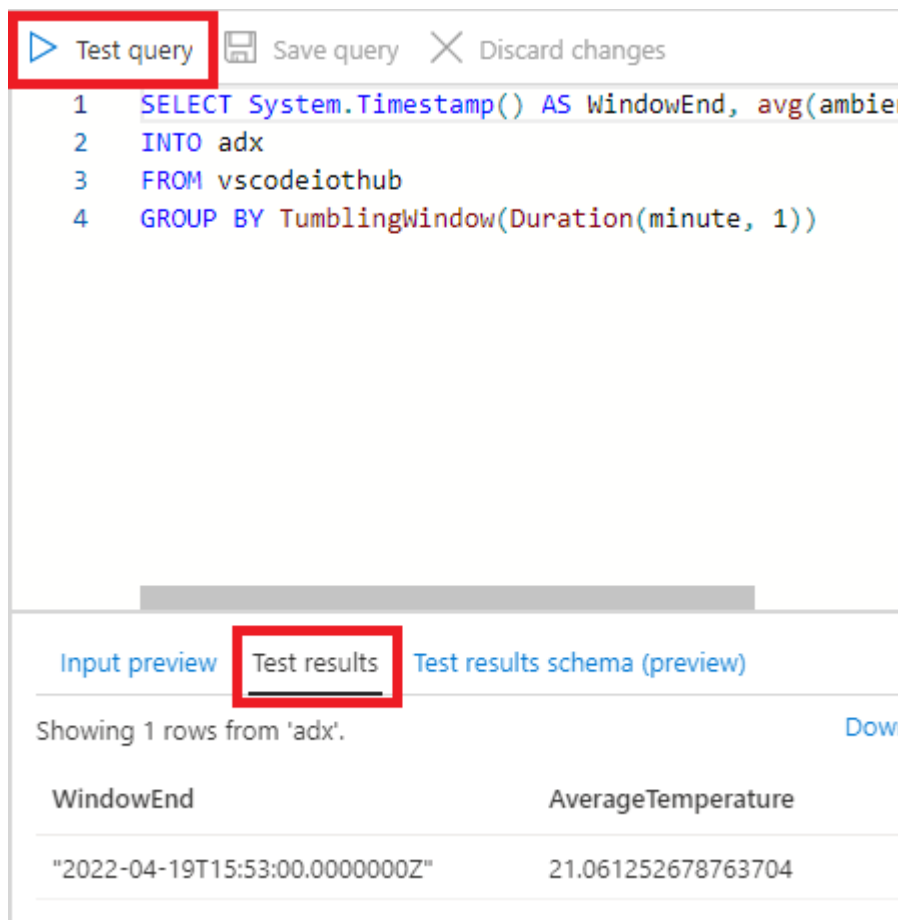 Test query Save query Discard changes
1 SELECT System.Timestamp() AS WindowEnd, avg(ambie
2 INTO adx
3 FROM vscodeiothub
4 GROUP BY TumblingWindow(Duration(minute, 1))
Input preview Test results Test results schema (preview)
Showing 1 rows from 'adx'. Dow
WindowEnd AverageTemperature
"2022-04-19T15:53:00.0000000Z" 21.061252678763704